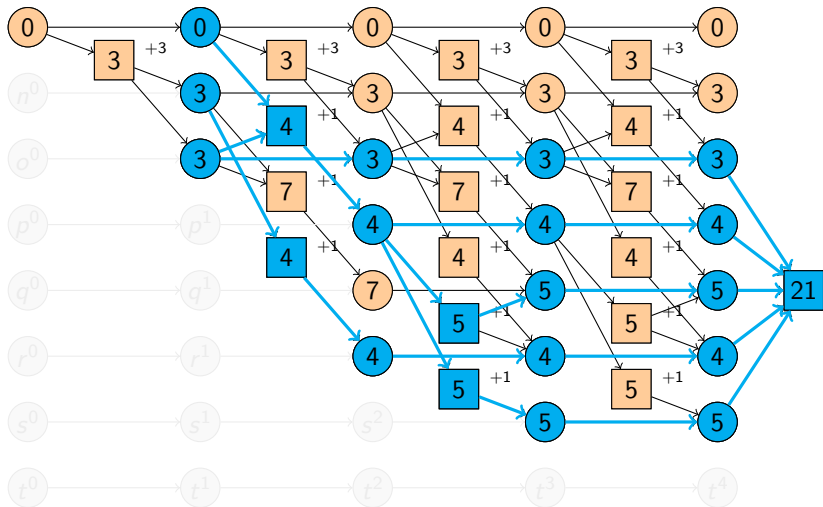 0 0 0 0 0
3 +3 3 +3 3 +3 3 +3
n⁰ 3 3 3 3
4 +1 4 +1 4 +1
o⁰ 3 3 3 3
7 +1 7 +1 7 +1
p⁰ p¹ 4 4 4
4 +1 4 +1 4 +1
q⁰ q¹ 7 5 5 21
5 +1 5 +1
r⁰ r¹ 4 4 4
5 +1 5 +1
s⁰ s¹ s² 5 5
t⁰ t¹ t² t³ t⁴